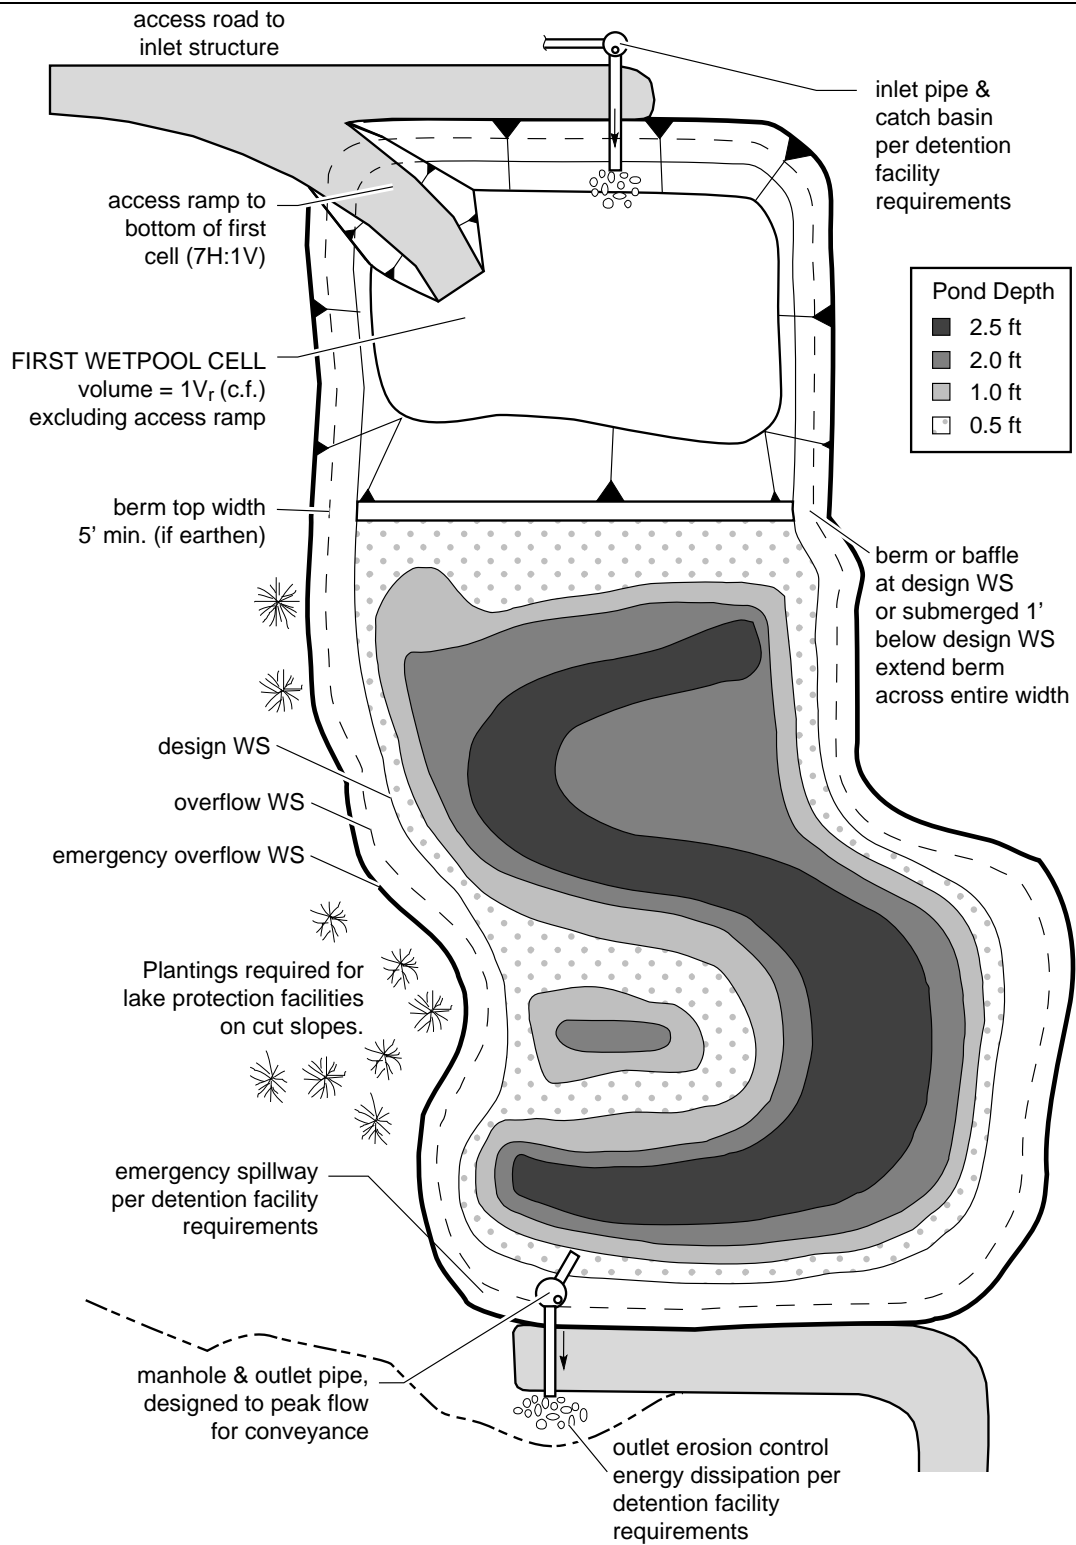 access road to
inlet structure
inlet pipe &
catch basin
per detention
facility
requirements
access ramp to
bottom of first
cell (7H:1V)
Pond Depth
2.5 ft
2.0 ft
1.0 ft
0.5 ft
FIRST WETPOOL CELL
volume = 1Vr (c.f.)
excluding access ramp
berm top width
5’ min. (if earthen)
berm or baffle
at design WS
or submerged 1’
below design WS
extend berm
across entire width
design WS
overflow WS
emergency overflow WS
Plantings required for
lake protection facilities
on cut slopes.
emergency spillway
per detention facility
requirements
manhole & outlet pipe,
designed to peak flow
for conveyance
outlet erosion control
energy dissipation per
detention facility
requirements